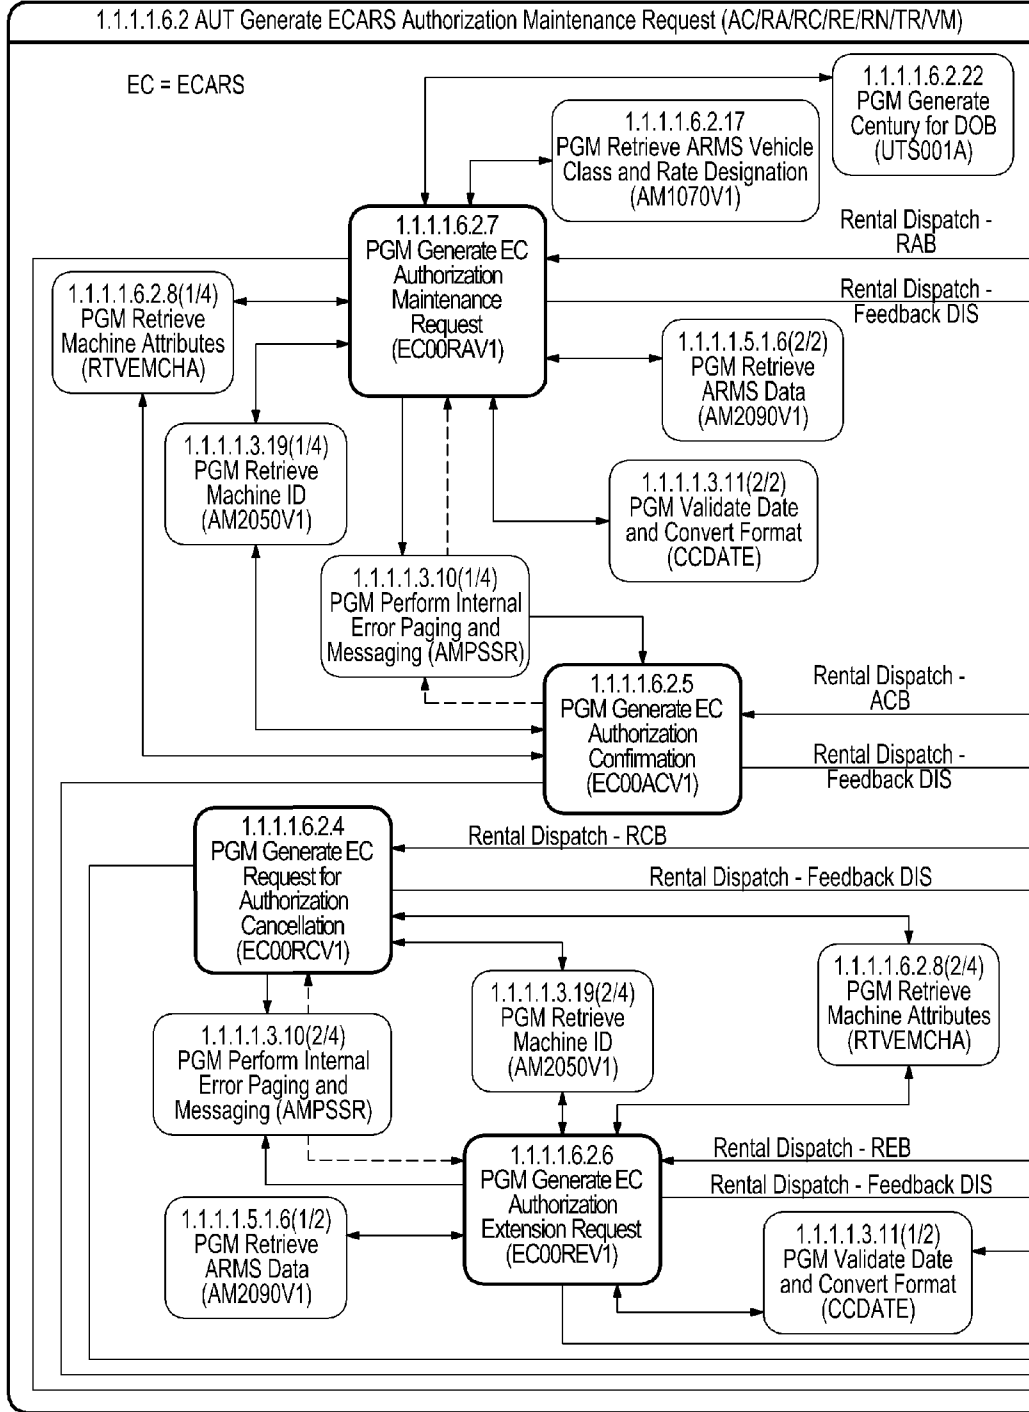 1.1.1.1.6.2 AUT Generate ECARS Authorization Maintenance Request (AC/RA/RC/RE/RN/TR/VM)
EC = ECARS
1.1.1.1.6.2.22
PGM Generate
Century for DOB
(UTS001A)
1.1.1.1.6.2.17
PGM Retrieve ARMS Vehicle
Class and Rate Designation
(AM1070V1)
1.1.1.1.6.2.7
PGM Generate EC
Authorization
Maintenance
Request
(EC00RAV1)
Rental Dispatch -
RAB
Rental Dispatch -
Feedback DIS
1.1.1.1.6.2.8(1/4)
PGM Retrieve
Machine Attributes
(RTVEMCHA)
1.1.1.1.5.1.6(2/2)
PGM Retrieve
ARMS Data
(AM2090V1)
1.1.1.1.3.19(1/4)
PGM Retrieve
Machine ID
(AM2050V1)
1.1.1.1.3.11(2/2)
PGM Validate Date
and Convert Format
(CCDATE)
1.1.1.1.3.10(1/4)
PGM Perform Internal
Error Paging and
Messaging (AMPSSR)
1.1.1.1.6.2.5
PGM Generate EC
Authorization
Confirmation
(EC00ACV1)
Rental Dispatch -
ACB
Rental Dispatch -
Feedback DIS
1.1.1.1.6.2.4
PGM Generate EC
Request for
Authorization
Cancellation
(EC00RCV1)
Rental Dispatch - RCB
Rental Dispatch - Feedback DIS
1.1.1.1.3.19(2/4)
PGM Retrieve
Machine ID
(AM2050V1)
1.1.1.1.6.2.8(2/4)
PGM Retrieve
Machine Attributes
(RTVEMCHA)
1.1.1.1.3.10(2/4)
PGM Perform Internal
Error Paging and
Messaging (AMPSSR)
1.1.1.1.6.2.6
PGM Generate EC
Authorization
Extension Request
(EC00REV1)
Rental Dispatch - REB
Rental Dispatch - Feedback DIS
1.1.1.1.5.1.6(1/2)
PGM Retrieve
ARMS Data
(AM2090V1)
1.1.1.1.3.11(1/2)
PGM Validate Date
and Convert Format
(CCDATE)